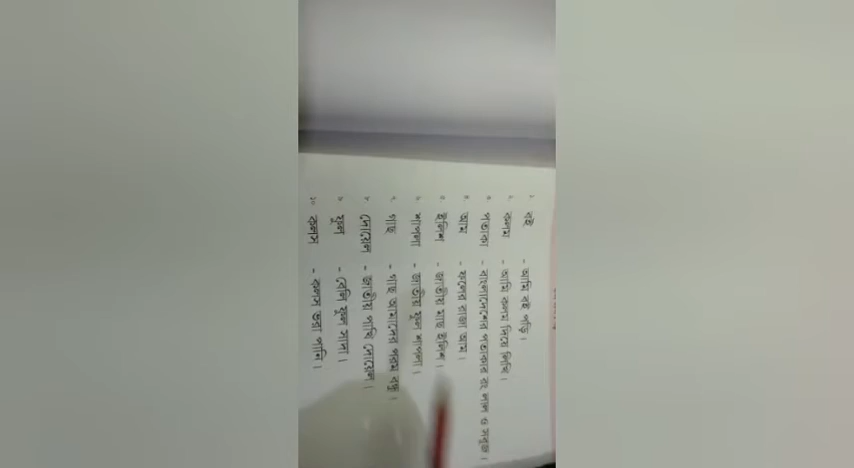 ১. বই - আমি বই পড়ি।
২. কলম - আমি কলম দিয়ে লিখি।
৩. পতাকা - বাংলাদেশের পতাকার রং লাল ও সবুজ।
৪. আম - ফলের রাজা আম।
৫. ইলিশ - জাতীয় মাছ ইলিশ।
৬. শাপলা - জাতীয় ফুল শাপলা।
৭. গাছ - গাছ আমাদের পরম বন্ধু।
৮. দোয়েল - জাতীয় পাখি দোয়েল।
৯. ফুল - বেলি ফুল সাদা।
১০. কলস - কলস ভরা পানি।